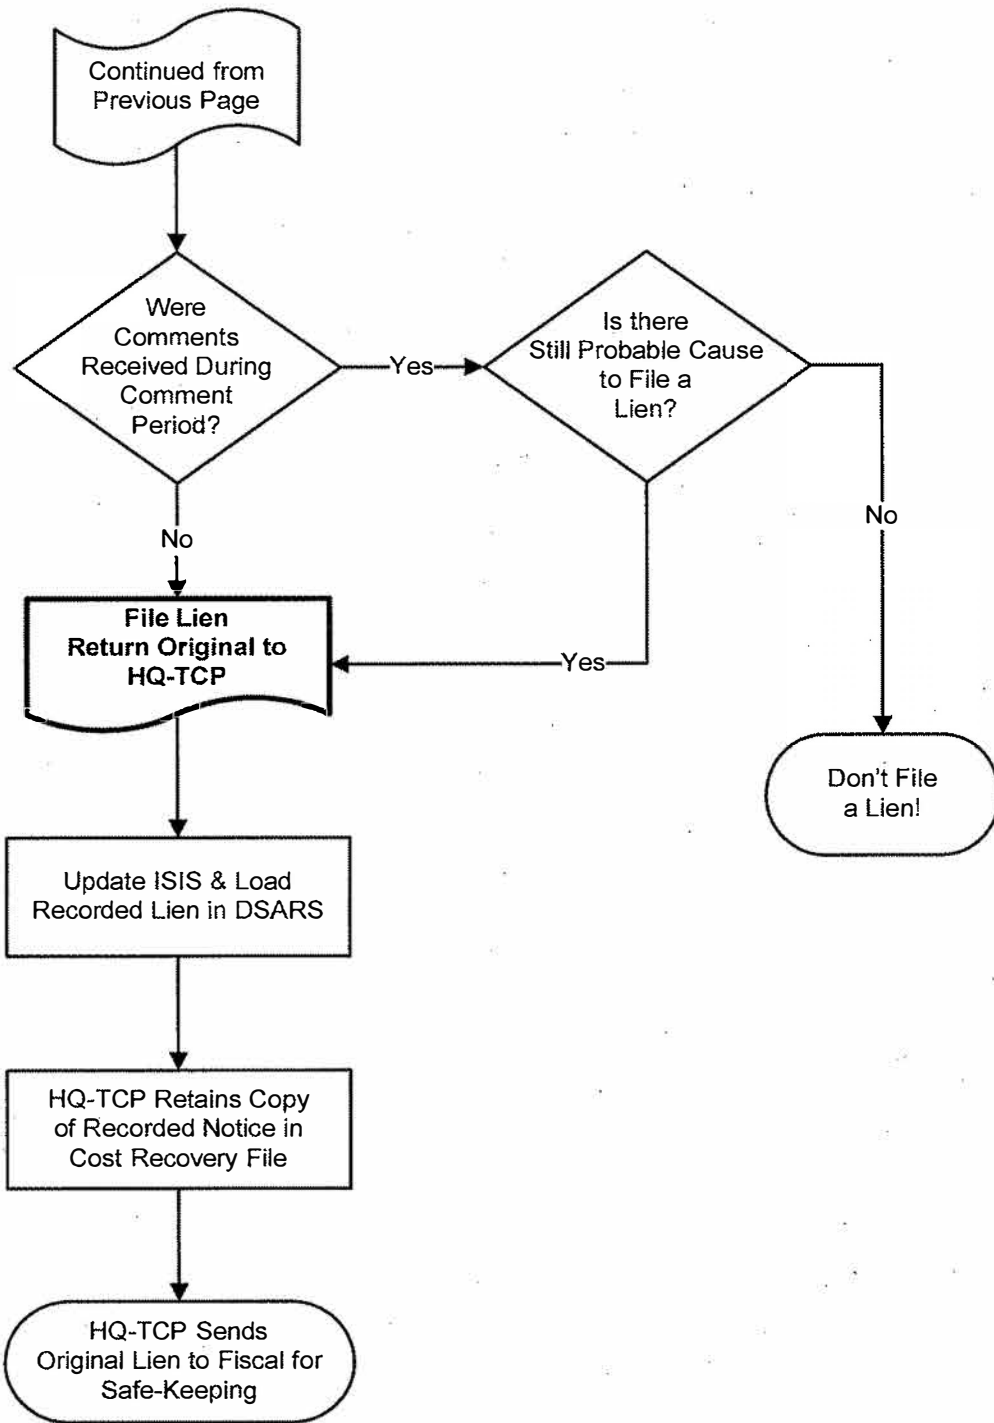 Continued from
Previous Page
Were
Comments
Received During
Comment
Period?
Yes
Is there
Still Probable Cause
to File a
Lien?
No
No
File Lien
Return Original to
HQ-TCP
Yes
Don't File
a Lien!
Update ISIS & Load
Recorded Lien in DSARS
HQ-TCP Retains Copy
of Recorded Notice in
Cost Recovery File
HQ-TCP Sends
Original Lien to Fiscal for
Safe-Keeping